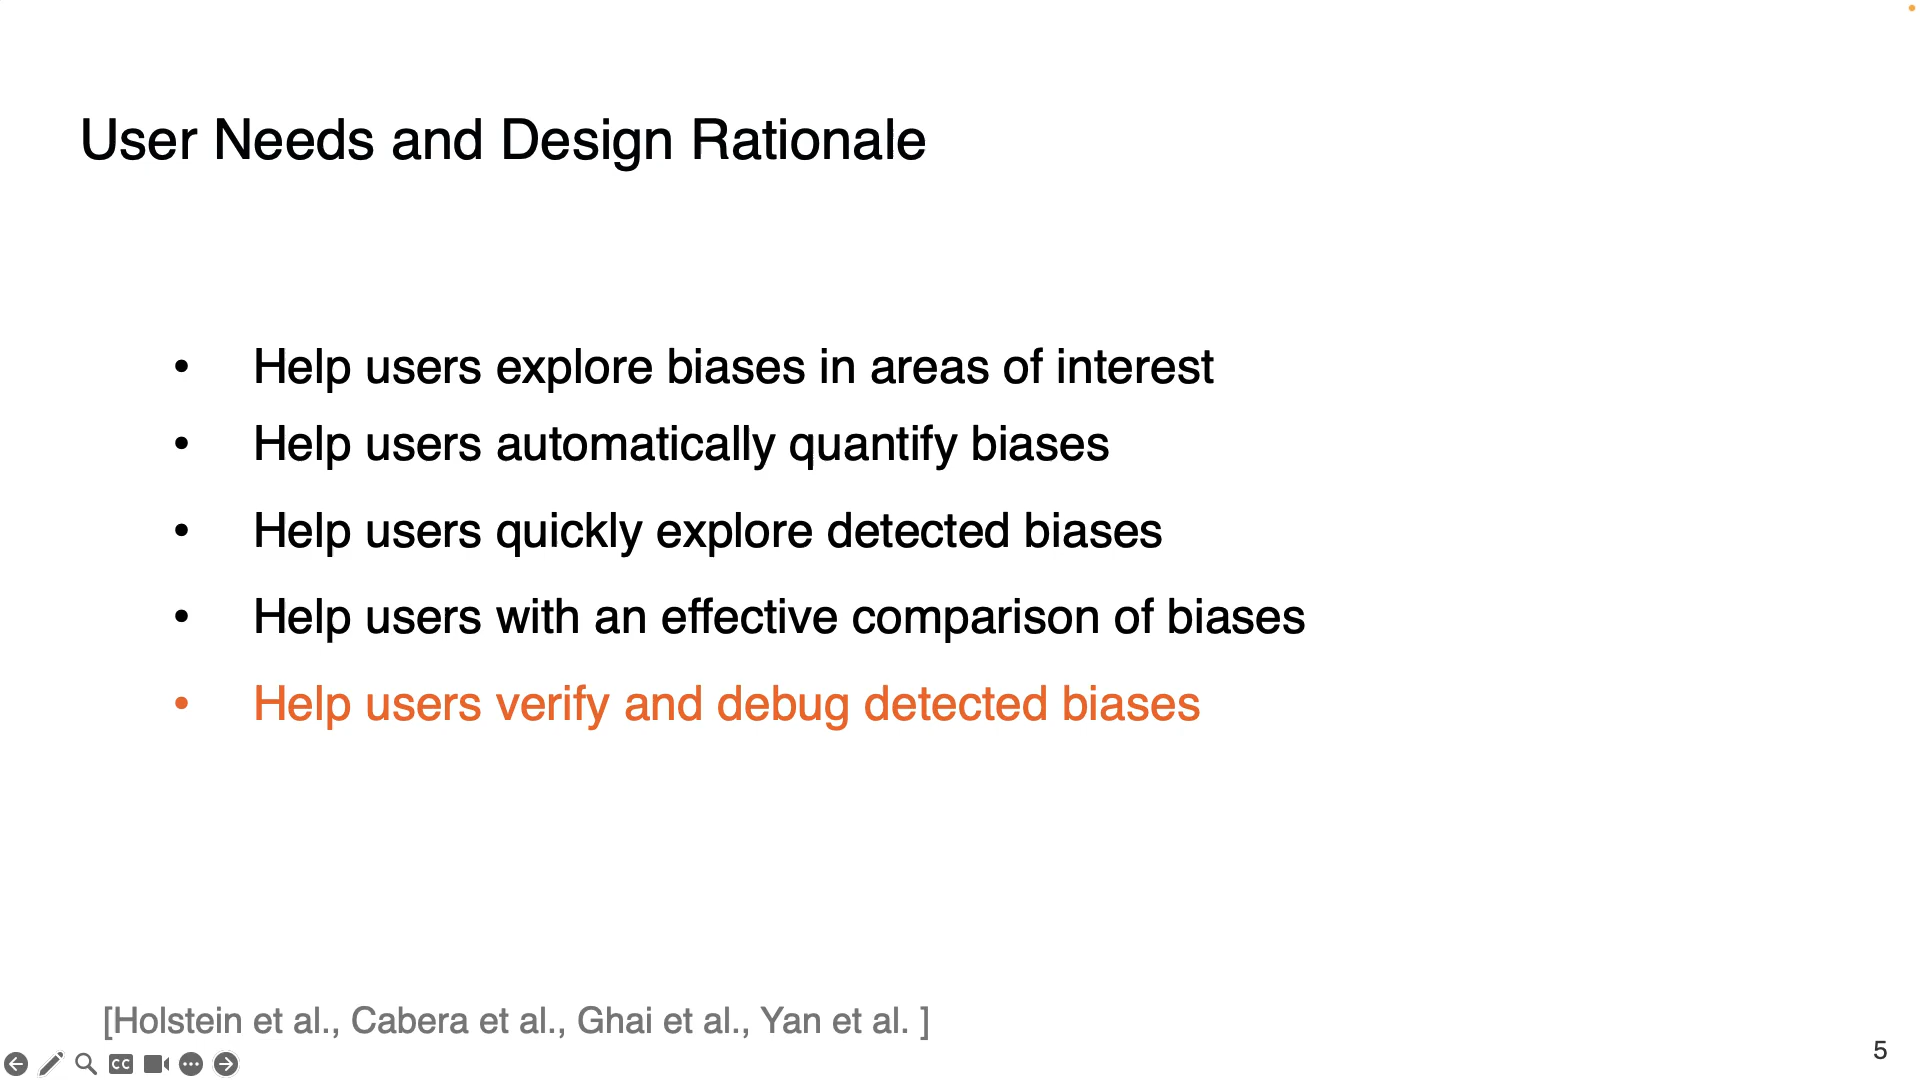 User Needs and Design Rationale
• Help users explore biases in areas of interest
• Help users automatically quantify biases
• Help users quickly explore detected biases
• Help users with an effective comparison of biases
• Help users verify and debug detected biases
[Holstein et al., Cabera et al., Ghai et al., Yan et al. ]
CC
5